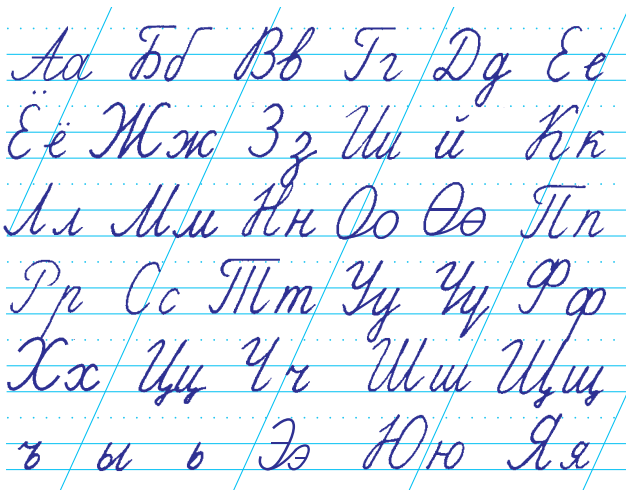 Аа Бб Вв Гг Дд Ее
Ёё Жж Зз Ии й Кк
Лл Мм Нн Оо Өө Пп
Рр Сс Тт Уу Үү Фф
Хх Цц Чч Шш Щщ
ъ ы ь Ээ Юю Яя